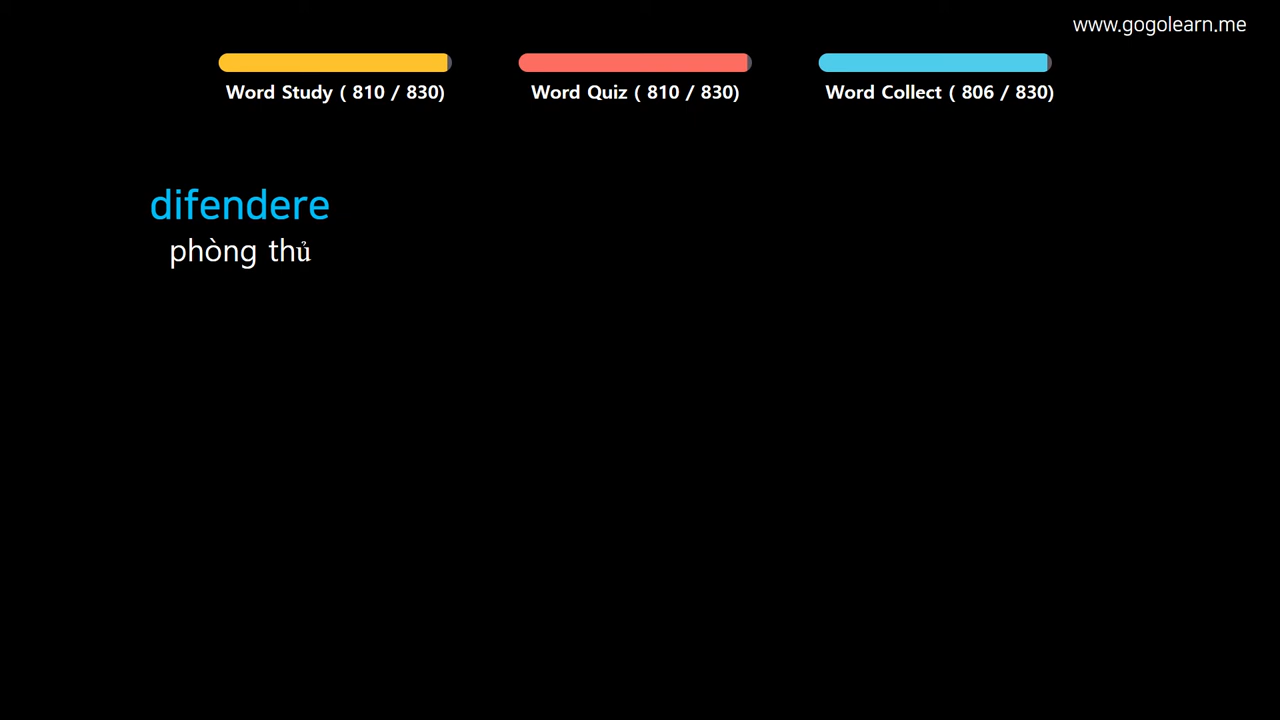 www.gogolearn.me
Word Study ( 810 / 830)
Word Quiz ( 810 / 830)
Word Collect ( 806 / 830)
difendere
phòng thủ